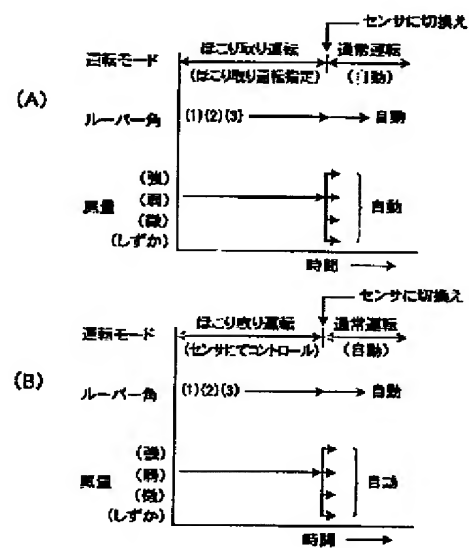 センサに切換え
ほこり取り運転 通常運転
運転モード
(ほこり取り運転指定) (自動)
(A)
ルーバー角 (1)(2)(3) 自動
(強)
風量 (弱) 自動
(微)
(しずか)
時間
センサに切換え
ほこり取り運転 通常運転
運転モード
(センサにてコントロール) (自動)
(B)
ルーバー角 (1)(2)(3) 自動
(強)
風量 (弱) 自動
(微)
(しずか)
時間